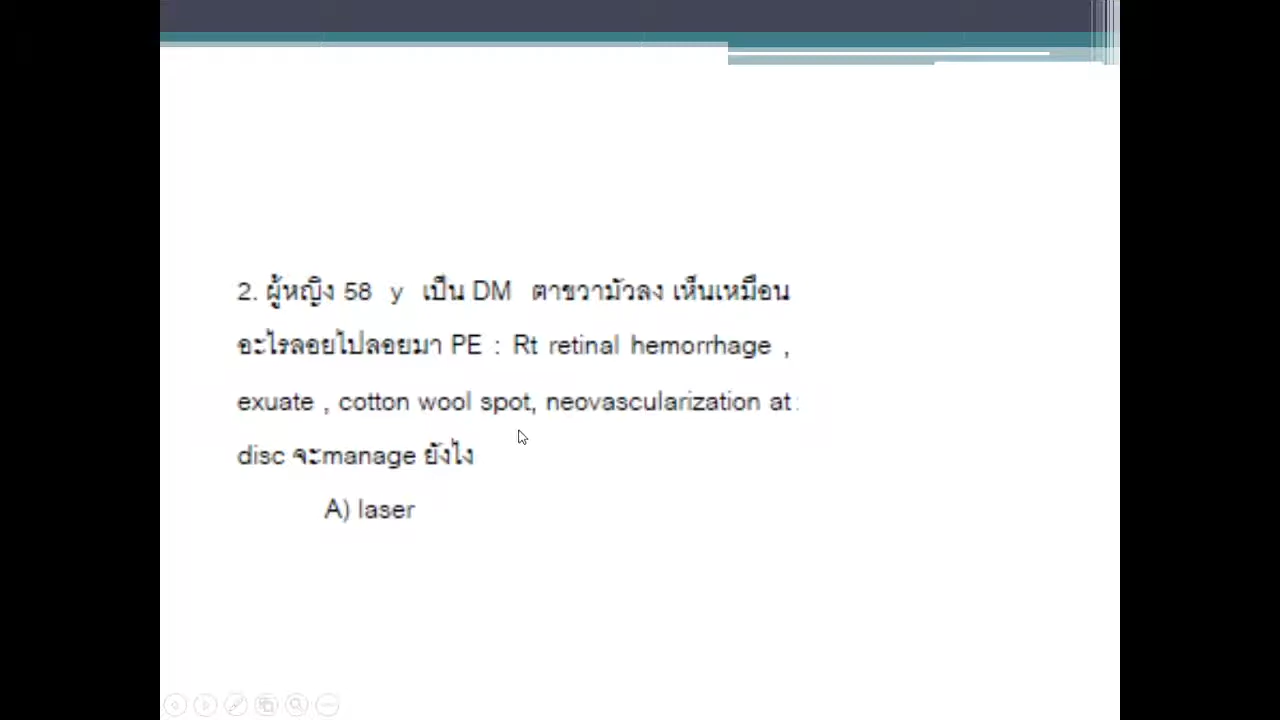 2. ผู้หญิง 58 y เป็น DM ตาขวามัวลง เห็นเหมือน
อะไรลอยไปลอยมา PE : Rt retinal hemorrhage ,
exuate , cotton wool spot, neovascularization at
disc จะmanage ยังไง
A) laser